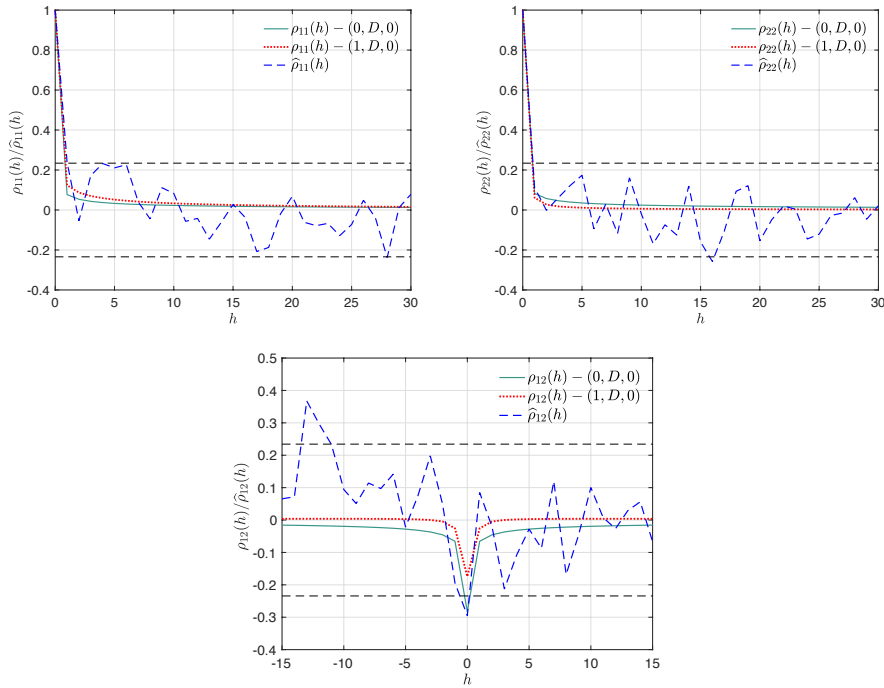 ρ₁₁(h)/ρ̂₁₁(h)
1
0.8
0.6
0.4
0.2
0
-0.2
-0.4
0 5 10 15 20 25 30
h
ρ₁₁(h) − (0, D, 0)
ρ₁₁(h) − (1, D, 0)
ρ̂₁₁(h)
ρ₂₂(h)/ρ̂₂₂(h)
1
0.8
0.6
0.4
0.2
0
-0.2
-0.4
0 5 10 15 20 25 30
h
ρ₂₂(h) − (0, D, 0)
ρ₂₂(h) − (1, D, 0)
ρ̂₂₂(h)
ρ₁₂(h)/ρ̂₁₂(h)
0.5
0.4
0.3
0.2
0.1
0
-0.1
-0.2
-0.3
-0.4
-15 -10 -5 0 5 10 15
h
ρ₁₂(h) − (0, D, 0)
ρ₁₂(h) − (1, D, 0)
ρ̂₁₂(h)